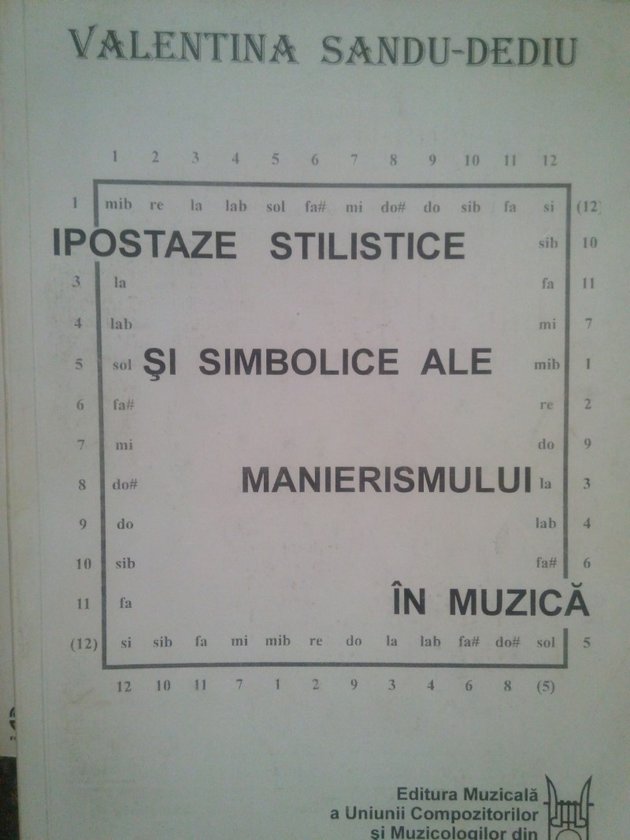 VALENTINA SANDU-DEDIU
1 2 3 4 5 6 7 8 9 10 11 12
1 mib re la lab sol fa# mi do# do sib fa si (12)
IPOSTAZE STILISTICE sib 10
3 la fa 11
4 lab mi 7
5 sol ŞI SIMBOLICE ALE mib 1
6 fa# re 2
7 mi do 9
8 do# MANIERISMULUI la 3
9 do lab 4
10 sib fa# 6
11 fa ÎN MUZICĂ
(12) si sib fa mi mib re do la lab fa# do# sol 5
12 10 11 7 1 2 9 3 4 6 8 (5)
Editura Muzicală
a Uniunii Compozitorilor
şi Muzicologilor din